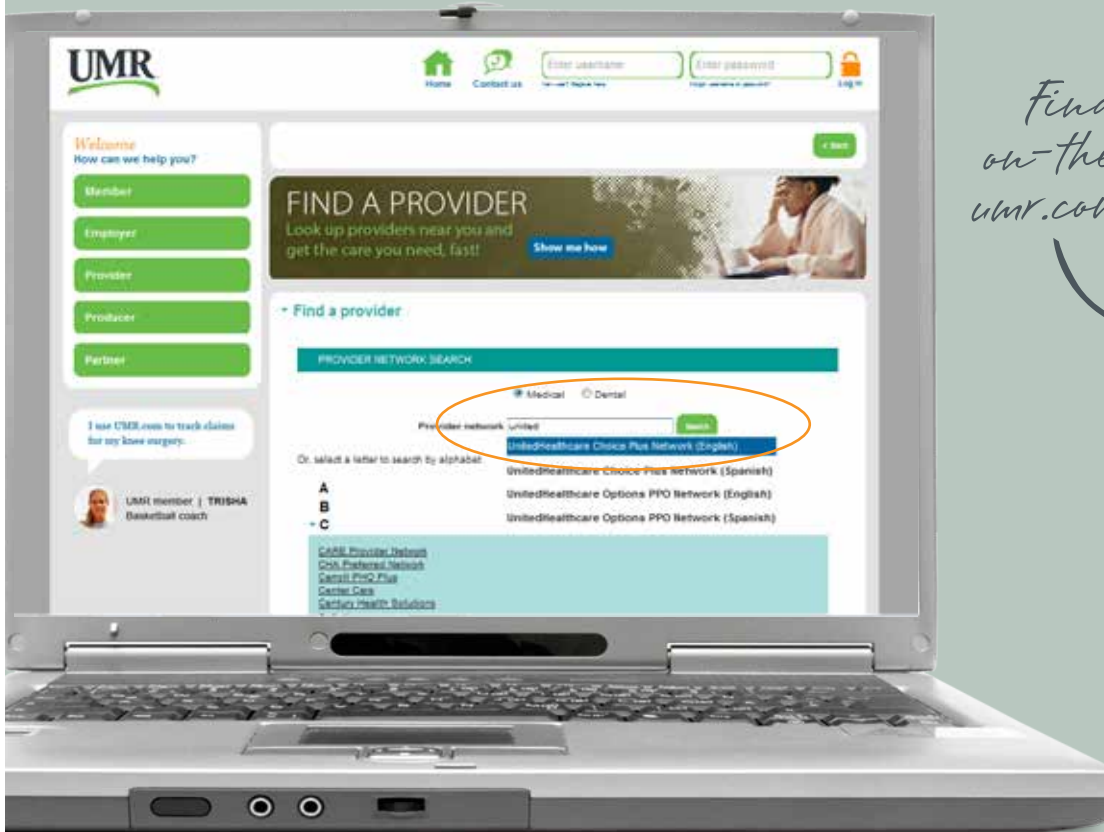 UMR
Home
Contact us
Enter username
Enter password
Log in
Welcome
How can we help you?
Member
Employer
Provider
Producer
Partner
I use UMR.com to track claims
for my knee surgery.
UMR member | TRISHA
Basketball coach
< Back
FIND A PROVIDER
Look up providers near you and
get the care you need, fast!
Show me how
Find a provider
PROVIDER NETWORK SEARCH
Medical Dental
Provider network united Search
UnitedHealthcare Choice Plus Network (English)
Or, select a letter to search by alphabet
UnitedHealthcare Choice Plus Network (Spanish)
UnitedHealthcare Options PPO Network (English)
UnitedHealthcare Options PPO Network (Spanish)
A
B
C
CARE Provider Network
CHA Preferred Network
Carroll PHO Plus
Center Care
Century Health Solutions
Find
on-the
umr.co